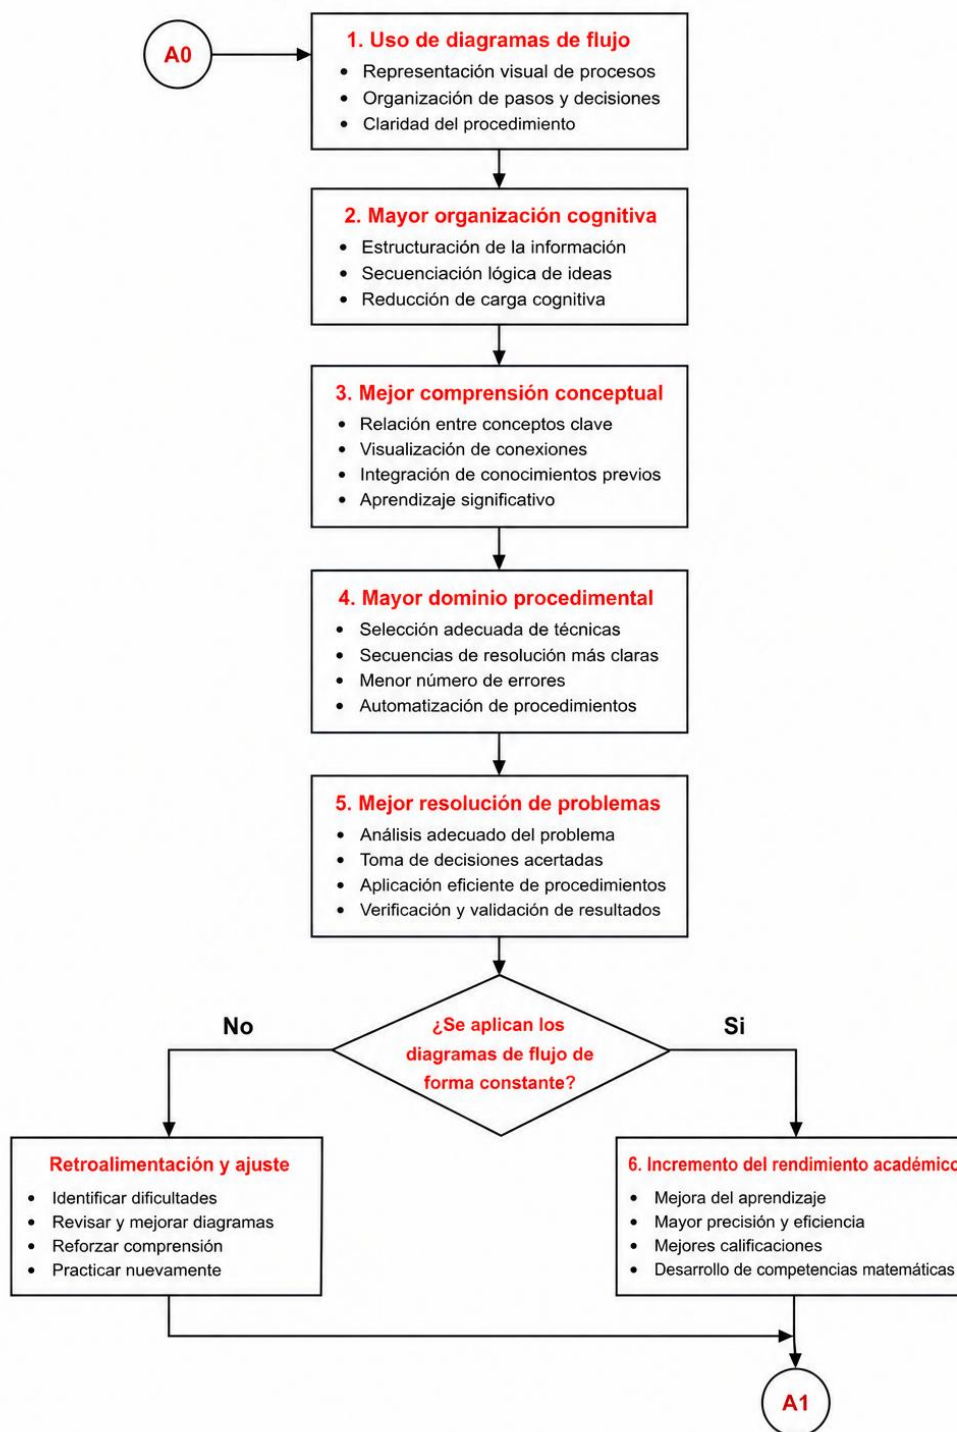 A0
1. Uso de diagramas de flujo
• Representación visual de procesos
• Organización de pasos y decisiones
• Claridad del procedimiento
2. Mayor organización cognitiva
• Estructuración de la información
• Secuenciación lógica de ideas
• Reducción de carga cognitiva
3. Mejor comprensión conceptual
• Relación entre conceptos clave
• Visualización de conexiones
• Integración de conocimientos previos
• Aprendizaje significativo
4. Mayor dominio procedimental
• Selección adecuada de técnicas
• Secuencias de resolución más claras
• Menor número de errores
• Automatización de procedimientos
5. Mejor resolución de problemas
• Análisis adecuado del problema
• Toma de decisiones acertadas
• Aplicación eficiente de procedimientos
• Verificación y validación de resultados
¿Se aplican los
diagramas de flujo de
forma constante?
No
Si
Retroalimentación y ajuste
• Identificar dificultades
• Revisar y mejorar diagramas
• Reforzar comprensión
• Practicar nuevamente
6. Incremento del rendimiento académico
• Mejora del aprendizaje
• Mayor precisión y eficiencia
• Mejores calificaciones
• Desarrollo de competencias matemáticas
A1